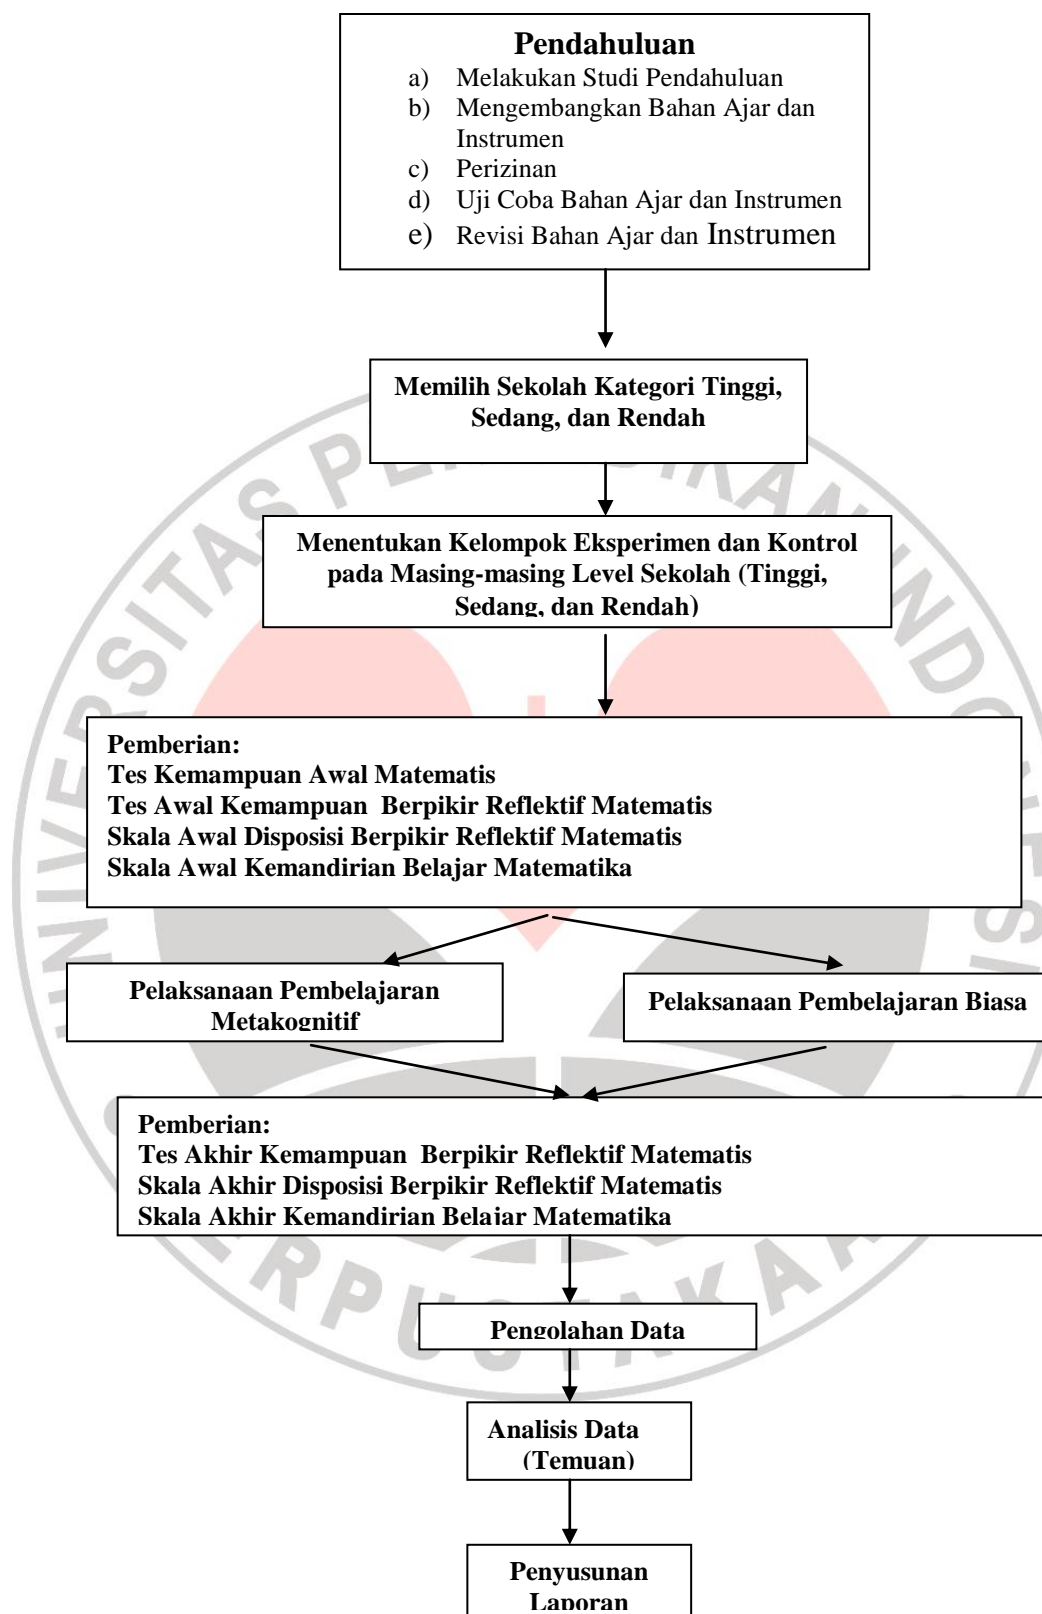 Pendahuluan
a) Melakukan Studi Pendahuluan
b) Mengembangkan Bahan Ajar dan
Instrumen
c) Perizinan
d) Uji Coba Bahan Ajar dan Instrumen
e) Revisi Bahan Ajar dan Instrumen
Memilih Sekolah Kategori Tinggi,
Sedang, dan Rendah
Menentukan Kelompok Eksperimen dan Kontrol
pada Masing-masing Level Sekolah (Tinggi,
Sedang, dan Rendah)
Pemberian:
Tes Kemampuan Awal Matematis
Tes Awal Kemampuan Berpikir Reflektif Matematis
Skala Awal Disposisi Berpikir Reflektif Matematis
Skala Awal Kemandirian Belajar Matematika
Pelaksanaan Pembelajaran
Metakognitif
Pelaksanaan Pembelajaran Biasa
Pemberian:
Tes Akhir Kemampuan Berpikir Reflektif Matematis
Skala Akhir Disposisi Berpikir Reflektif Matematis
Skala Akhir Kemandirian Belajar Matematika
Pengolahan Data
Analisis Data
(Temuan)
Penyusunan
Laporan
UNIVERSITAS